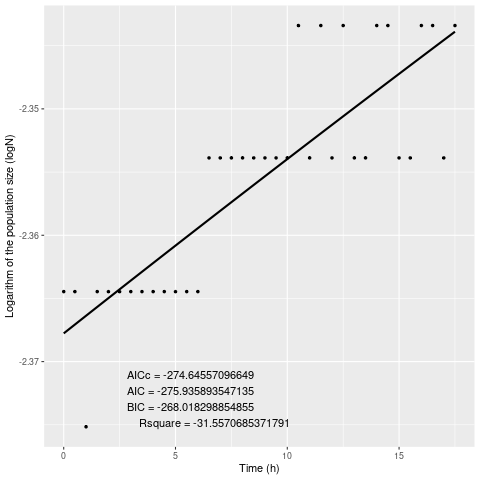 -2.35
-2.36
-2.37
Logarithm of the population size (logN)
AICc = -274.64557096649
AIC = -275.935893547135
BIC = -268.018298854855
Rsquare = -31.5570685371791
0
5
10
15
Time (h)